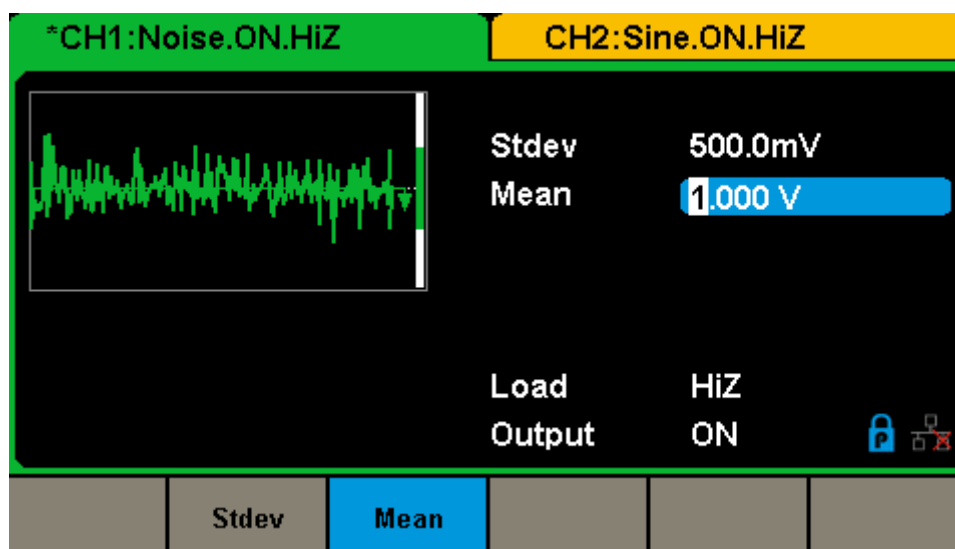 *CH1:Noise.ON.HiZ
CH2:Sine.ON.HiZ
Stdev 500.0mV
Mean 1.000 V
Load HiZ
Output ON
P
Stdev Mean